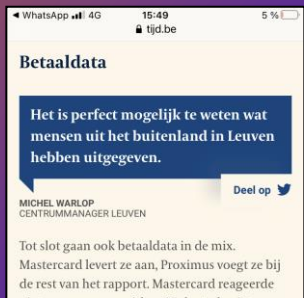 WhatsApp 4G 15:49 5 %
tijd.be
Betaaldata
Het is perfect mogelijk te weten wat
mensen uit het buitenland in Leuven
hebben uitgegeven.
Deel op
MICHEL WARLOP
CENTRUMMANAGER LEUVEN
Tot slot gaan ook betaaldata in de mix.
Mastercard levert ze aan, Proximus voegt ze bij
de rest van het rapport. Mastercard reageerde